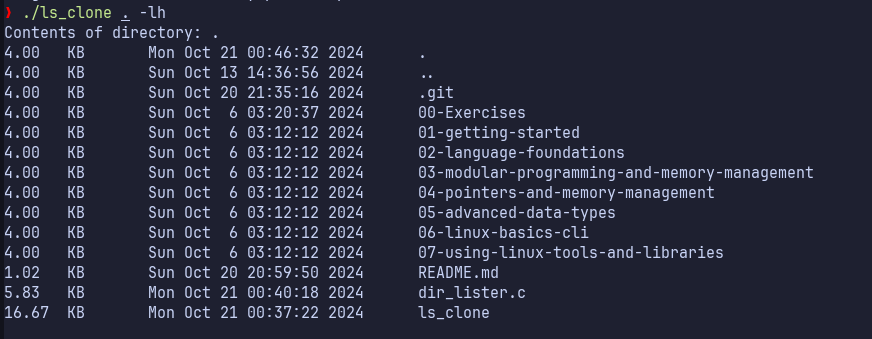 ) ./ls_clone . -lh
Contents of directory: .
4.00 KB Mon Oct 21 00:46:32 2024 .
4.00 KB Sun Oct 13 14:36:56 2024 ..
4.00 KB Sun Oct 20 21:35:16 2024 .git
4.00 KB Sun Oct  6 03:20:37 2024 00-Exercises
4.00 KB Sun Oct  6 03:12:12 2024 01-getting-started
4.00 KB Sun Oct  6 03:12:12 2024 02-language-foundations
4.00 KB Sun Oct  6 03:12:12 2024 03-modular-programming-and-memory-management
4.00 KB Sun Oct  6 03:12:12 2024 04-pointers-and-memory-management
4.00 KB Sun Oct  6 03:12:12 2024 05-advanced-data-types
4.00 KB Sun Oct  6 03:12:12 2024 06-linux-basics-cli
4.00 KB Sun Oct  6 03:12:12 2024 07-using-linux-tools-and-libraries
1.02 KB Sun Oct 20 20:59:50 2024 README.md
5.83 KB Mon Oct 21 00:40:18 2024 dir_lister.c
16.67 KB Mon Oct 21 00:37:22 2024 ls_clone